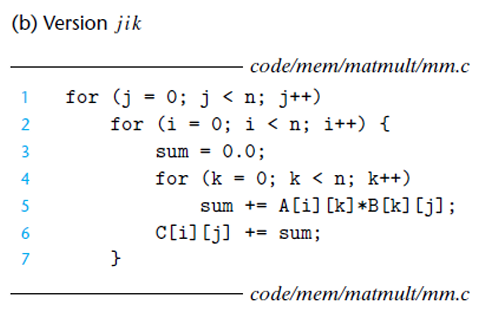 (b) Version jik
code/mem/matmult/mm.c
1 for (j = 0; j < n; j++)
2 for (i = 0; i < n; i++) {
3 sum = 0.0;
4 for (k = 0; k < n; k++)
5 sum += A[i][k]*B[k][j];
6 C[i][j] += sum;
7 }
code/mem/matmult/mm.c